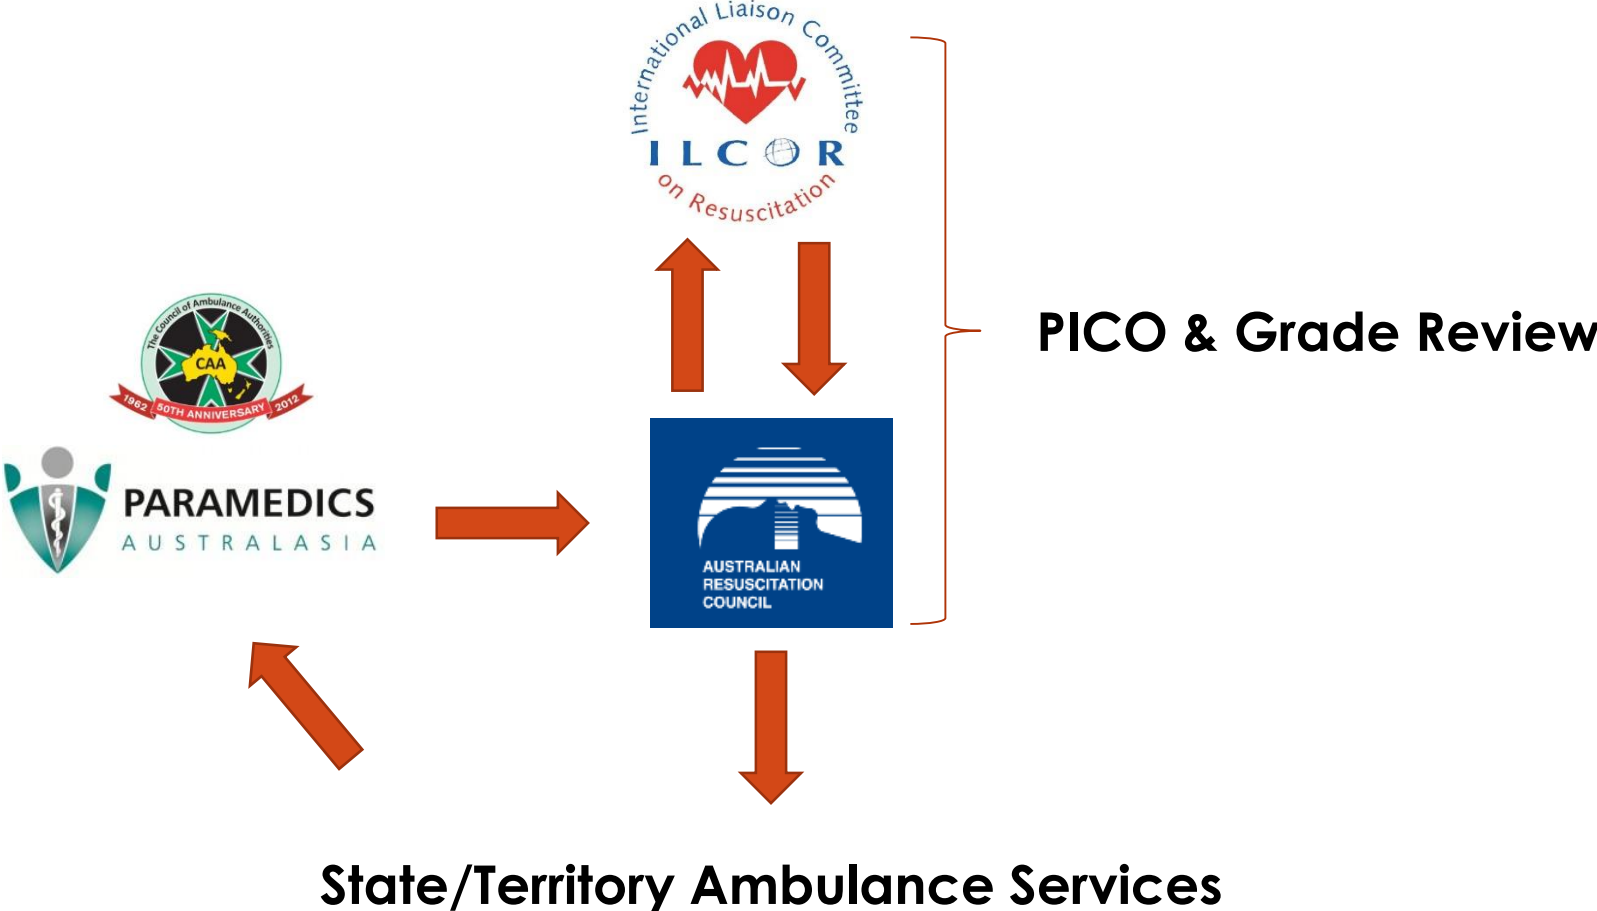 International Liaison Committee
ILCOR
on Resuscitation
PICO & Grade Review
The Council of Ambulance Authorities
CAA
1962 50TH ANNIVERSARY 2012
PARAMEDICS
AUSTRALASIA
AUSTRALIAN
RESUSCITATION
COUNCIL
State/Territory Ambulance Services